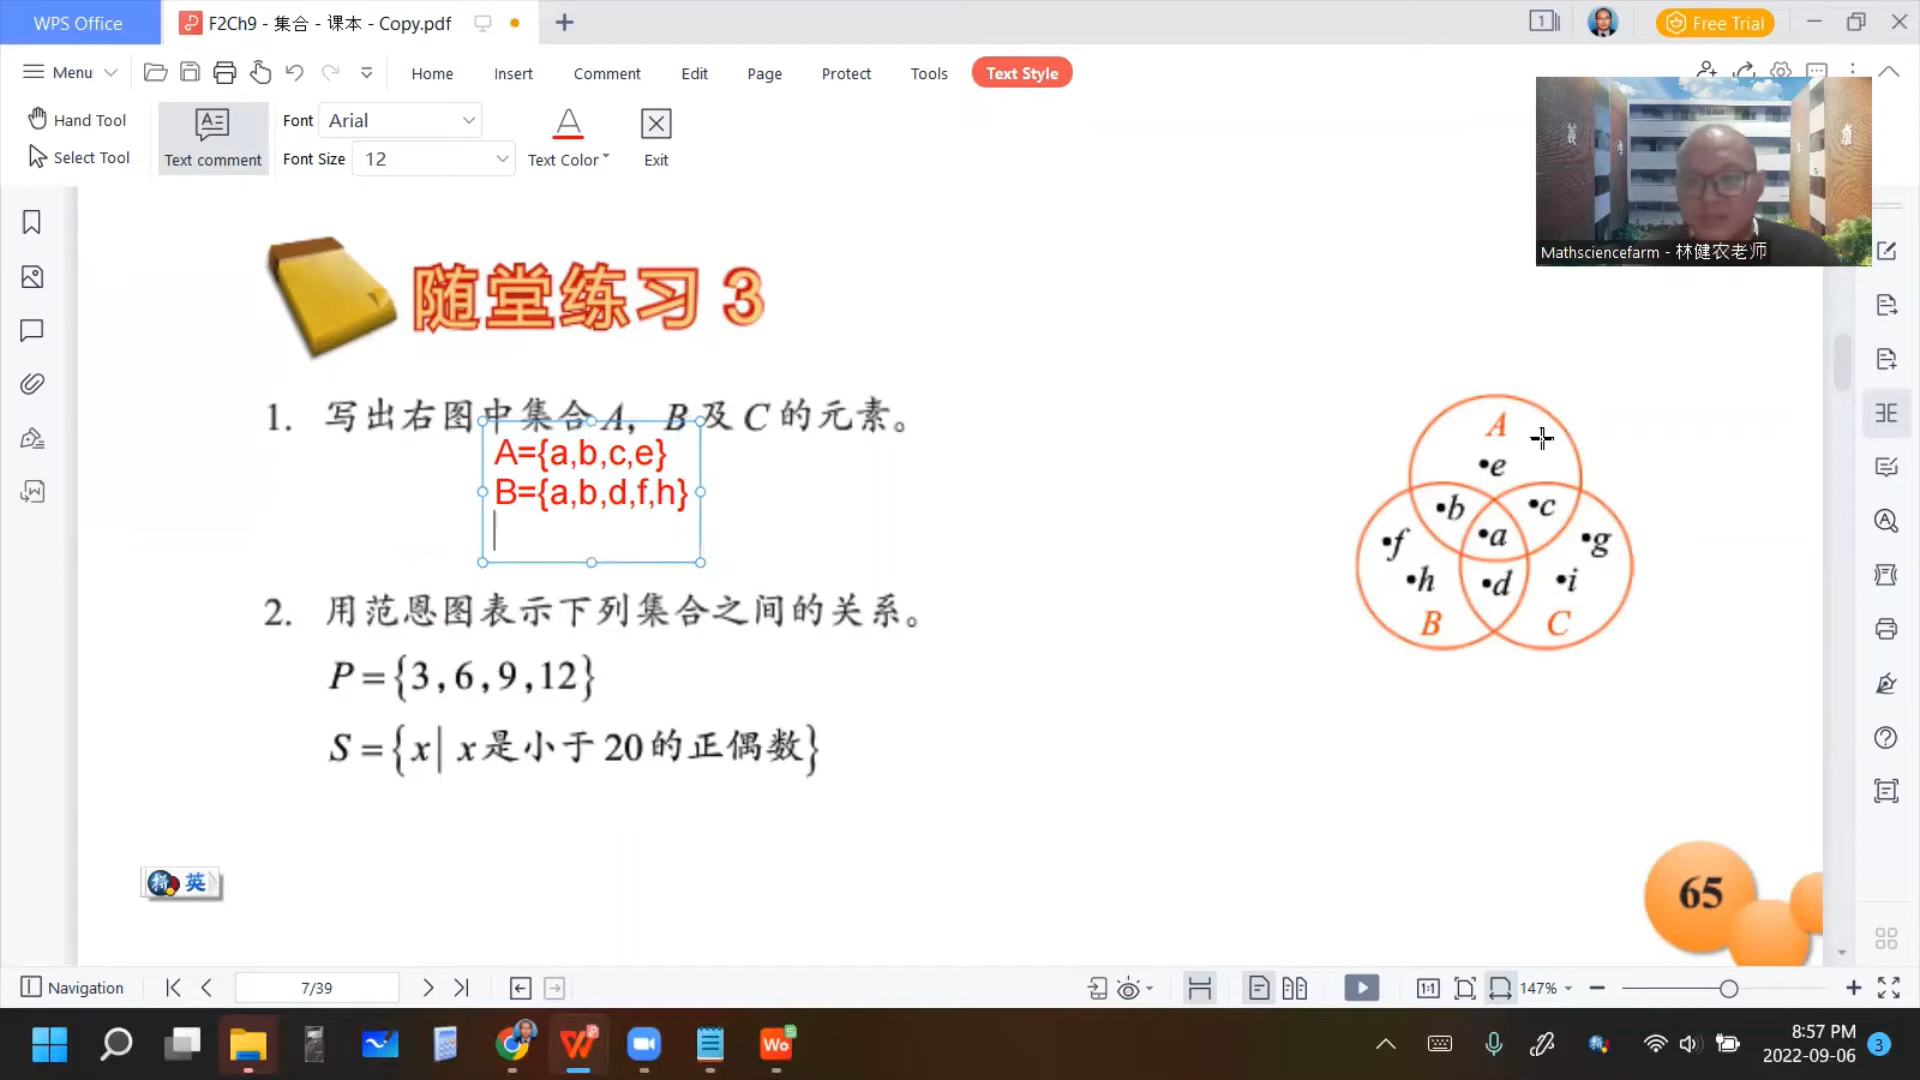 WPS Office
F2Ch9 - 集合 - 课本 - Copy.pdf
1
Free Trial
Menu
Home
Insert
Comment
Edit
Page
Protect
Tools
Text Style
Hand Tool
Select Tool
Text comment
Font
Arial
Font Size
12
Text Color
Exit
Mathsciencefarm - 林健农老师
随堂练习 3
1. 写出右图中集合 A, B 及 C 的元素。
A={a,b,c,e}
B={a,b,d,f,h}
A
•e
•b
•c
•f
•a
•g
•h
•d
•i
B
C
2. 用范恩图表示下列集合之间的关系。
P = {3,6,9,12}
S = {x| x是小于20的正偶数}
拼 英
65
Navigation
7/39
1:1
147%
Wo
S
8:57 PM
2022-09-06
3